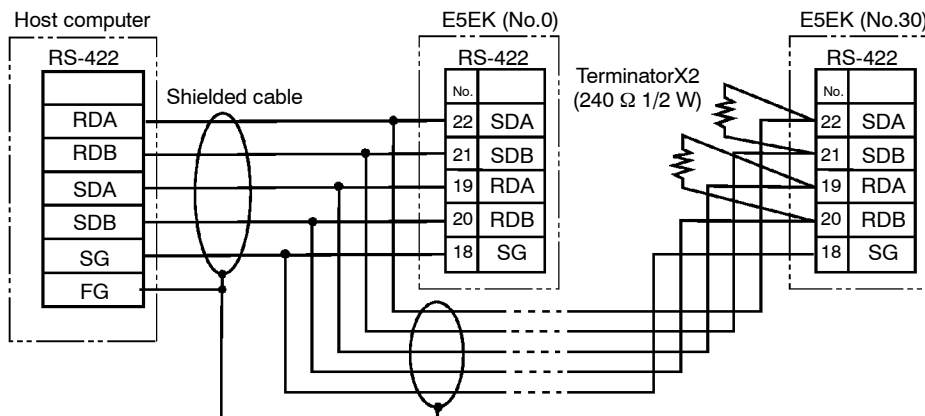 Host computer
RS-422
RDA
RDB
SDA
SDB
SG
FG
Shielded cable
E5EK (No.0)
RS-422
No.
22 SDA
21 SDB
19 RDA
20 RDB
18 SG
TerminatorX2
(240 Ω 1/2 W)
E5EK (No.30)
RS-422
No.
22 SDA
21 SDB
19 RDA
20 RDB
18 SG